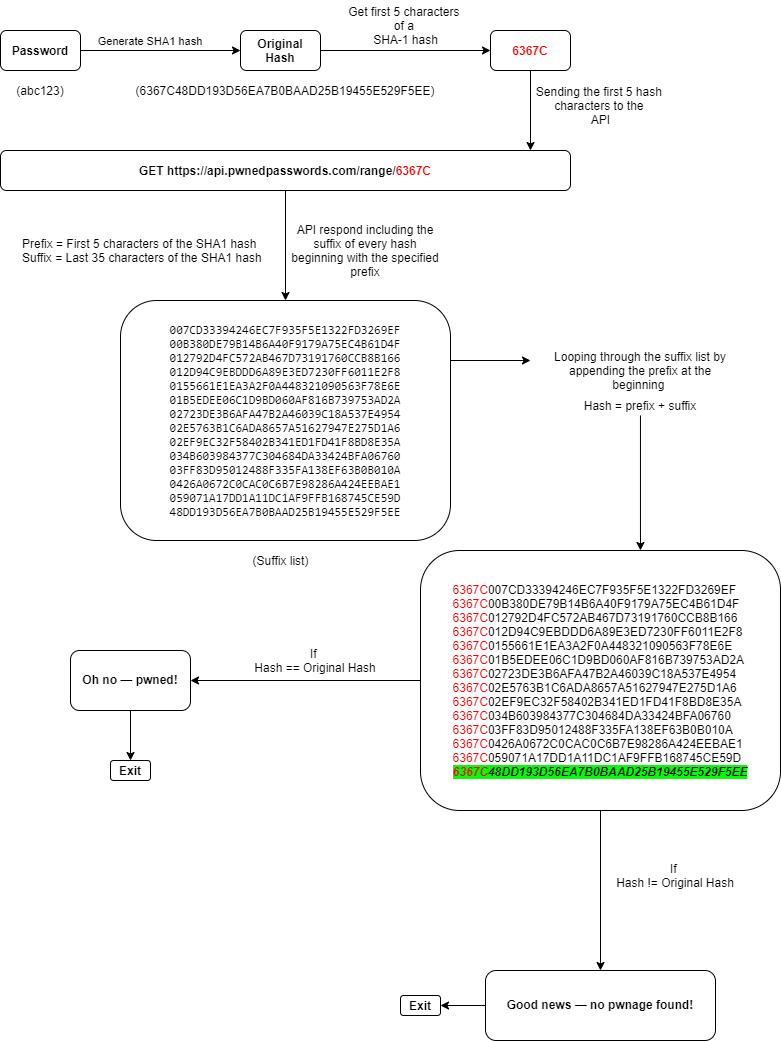 Get first 5 characters
of a
SHA-1 hash
Password
Generate SHA1 hash
Original
Hash
6367C
(abc123)
(6367C48DD193D56EA7B0BAAD25B19455E529F5EE)
Sending the first 5 hash
characters to the
API
GET https://api.pwnedpasswords.com/range/6367C
Prefix = First 5 characters of the SHA1 hash
Suffix = Last 35 characters of the SHA1 hash
API respond including the
suffix of every hash
beginning with the specified
prefix
007CD33394246EC7F935F5E1322FD3269EF
00B380DE79B14B6A40F9179A75EC4B61D4F
012792D4FC572AB467D73191760CCB8B166
012D94C9EBDDD6A89E3ED7230FF6011E2F8
0155661E1EA3A2F0A448321090563F78E6E
01B5EDEE06C1D9BD060AF816B739753AD2A
02723DE3B6AFA47B2A46039C18A537E4954
02E5763B1C6ADA8657A51627947E275D1A6
02EF9EC32F58402B341ED1FD41F8BD8E35A
034B603984377C304684DA33424BFA06760
03FF83D95012488F335FA138EF63B0B010A
0426A0672C0CAC0C6B7E98286A424EEBAE1
059071A17DD1A11DC1AF9FFB168745CE59D
48DD193D56EA7B0BAAD25B19455E529F5EE
(Suffix list)
Looping through the suffix list by
appending the prefix at the
beginning
Hash = prefix + suffix
6367C007CD33394246EC7F935F5E1322FD3269EF
6367C00B380DE79B14B6A40F9179A75EC4B61D4F
6367C012792D4FC572AB467D73191760CCB8B166
6367C012D94C9EBDDD6A89E3ED7230FF6011E2F8
6367C0155661E1EA3A2F0A448321090563F78E6E
6367C01B5EDEE06C1D9BD060AF816B739753AD2A
6367C02723DE3B6AFA47B2A46039C18A537E4954
6367C02E5763B1C6ADA8657A51627947E275D1A6
6367C02EF9EC32F58402B341ED1FD41F8BD8E35A
6367C034B603984377C304684DA33424BFA06760
6367C03FF83D95012488F335FA138EF63B0B010A
6367C0426A0672C0CAC0C6B7E98286A424EEBAE1
6367C059071A17DD1A11DC1AF9FFB168745CE59D
6367C48DD193D56EA7B0BAAD25B19455E529F5EE
If
Hash == Original Hash
Oh no — pwned!
Exit
If
Hash != Original Hash
Good news — no pwnage found!
Exit